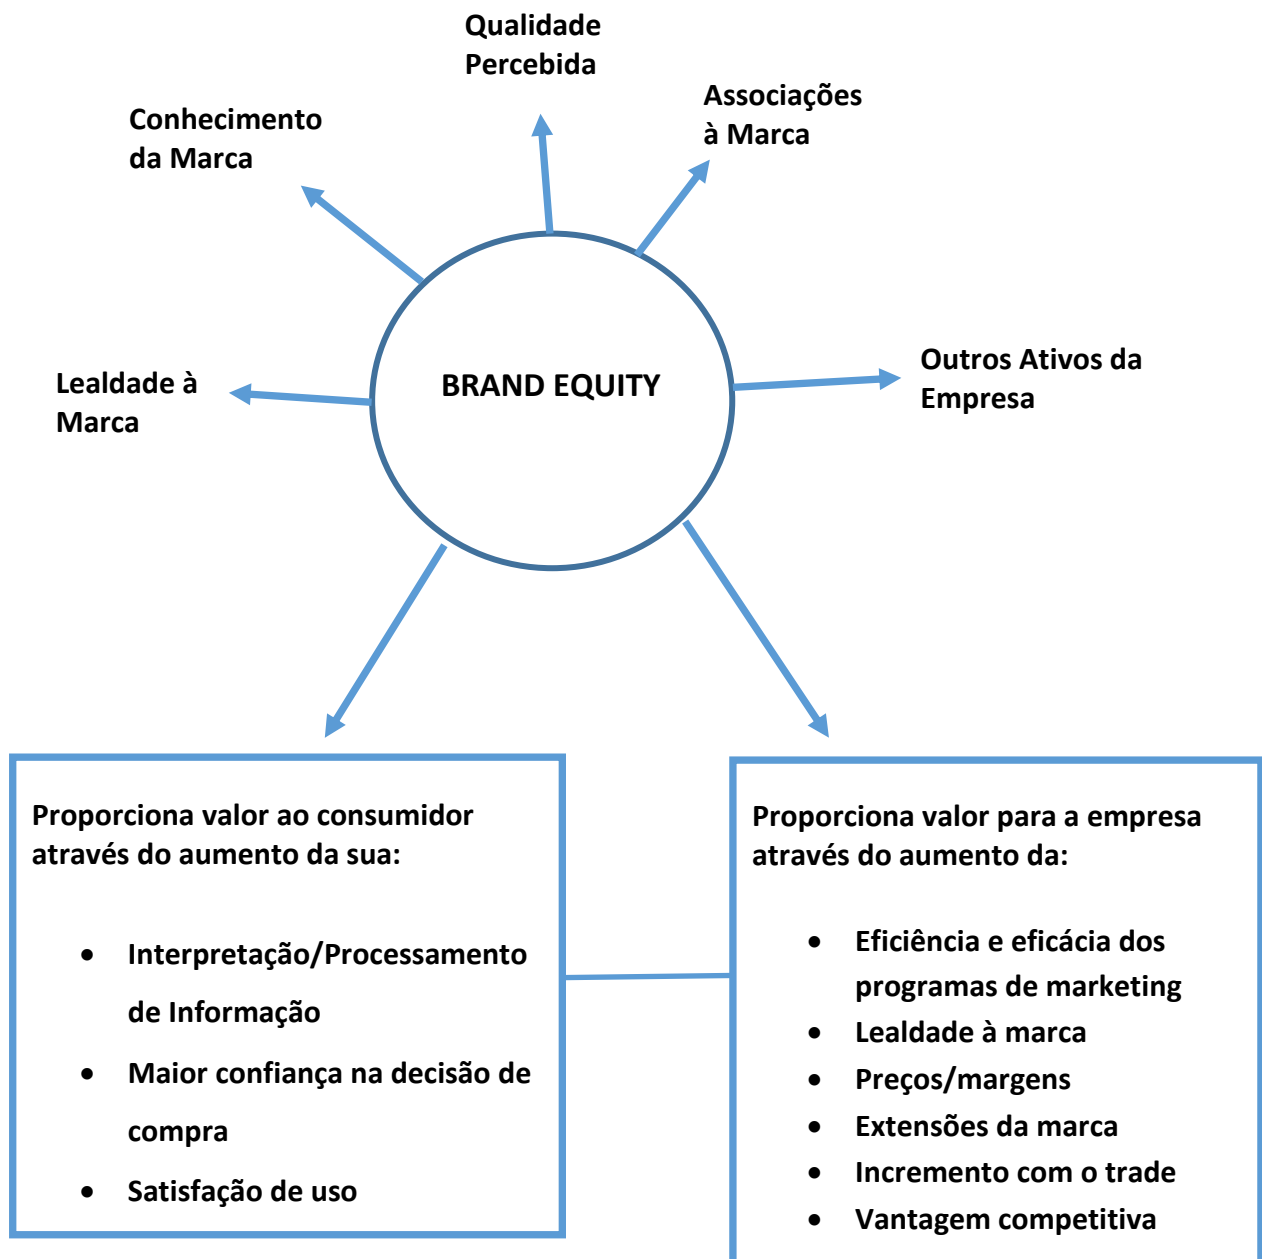 Qualidade
Percebida
Associações
à Marca
Conhecimento
da Marca
BRAND EQUITY
Outros Ativos da
Empresa
Lealdade à
Marca
Proporciona valor ao consumidor
através do aumento da sua:
• Interpretação/Processamento
de Informação
• Maior confiança na decisão de
compra
• Satisfação de uso
Proporciona valor para a empresa
através do aumento da:
• Eficiência e eficácia dos
programas de marketing
• Lealdade à marca
• Preços/margens
• Extensões da marca
• Incremento com o trade
• Vantagem competitiva